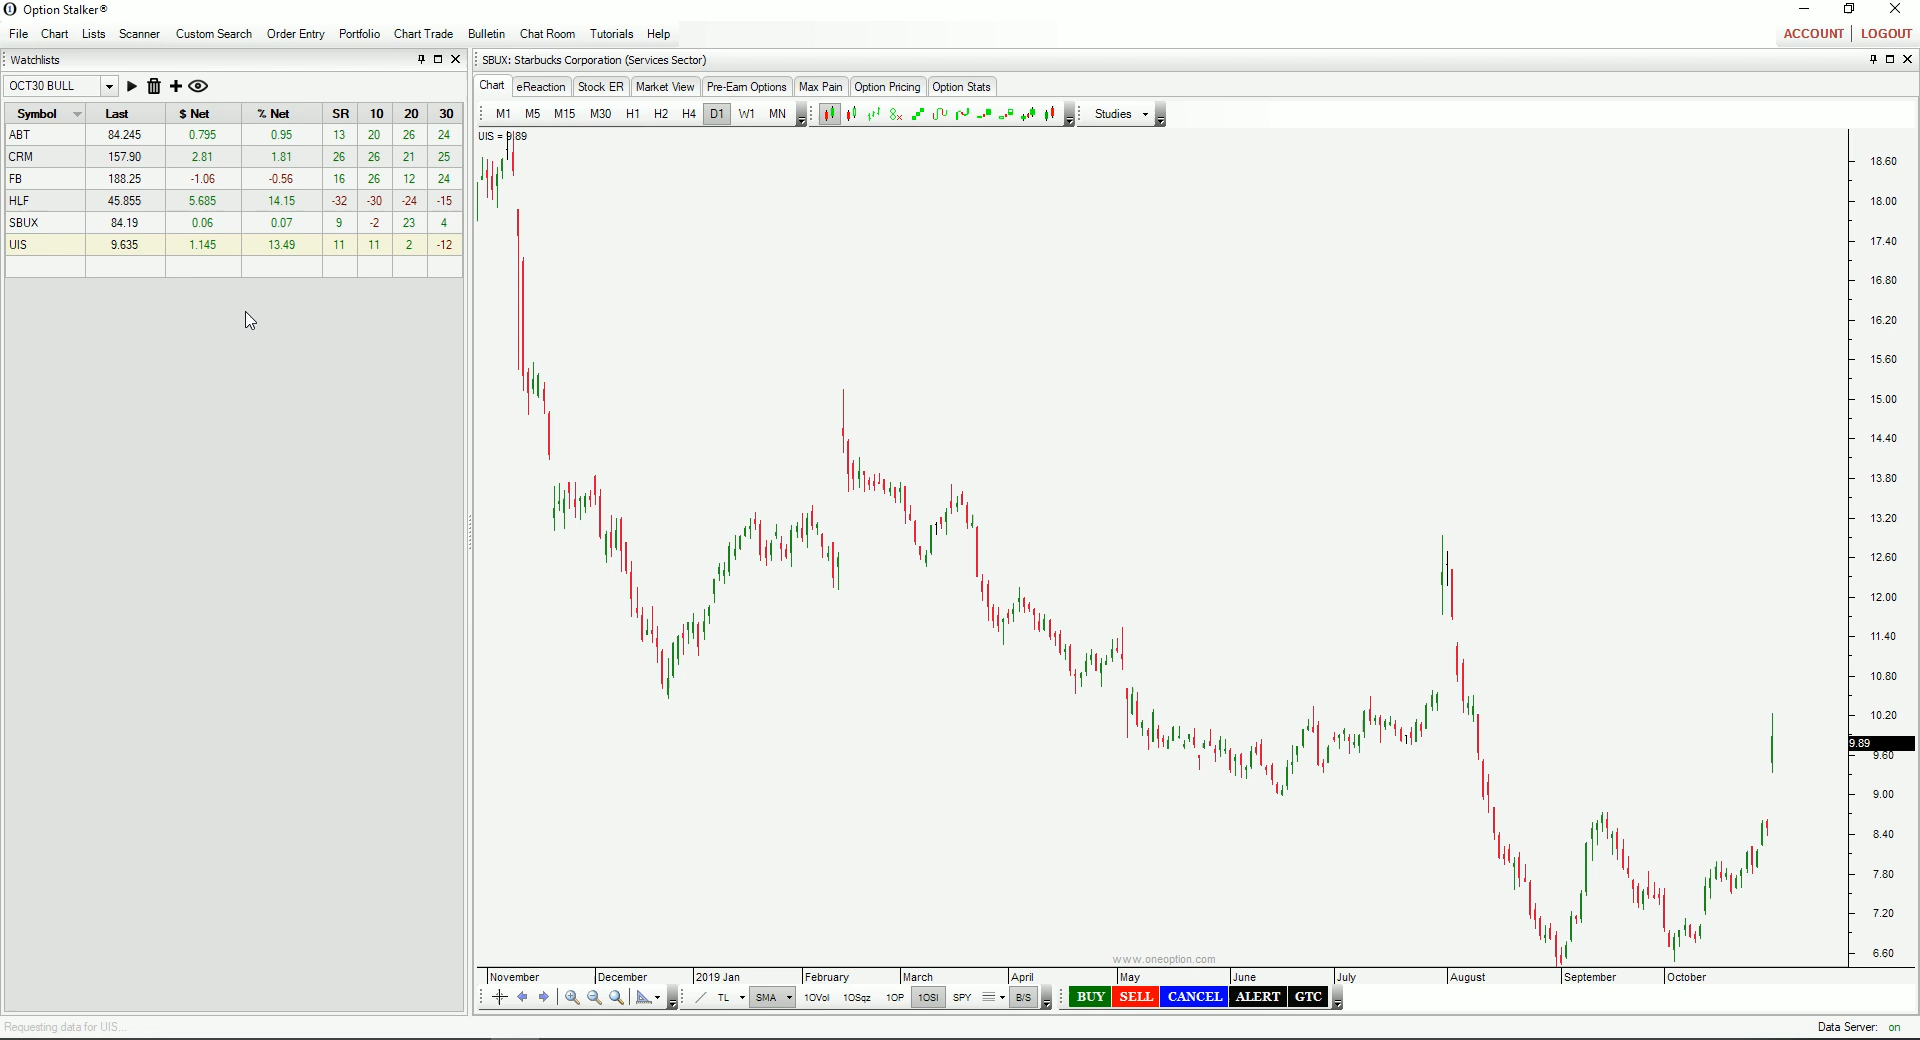 Option Stalker®
File Chart Lists Scanner Custom Search Order Entry Portfolio Chart Trade Bulletin Chat Room Tutorials Help ACCOUNT LOGOUT
Watchlists
SBUX: Starbucks Corporation (Services Sector)
OCT30 BULL
Chart eReaction Stock ER Market View Pre-Earn Options Max Pain Option Pricing Option Stats
Symbol Last $ Net % Net SR 10 20 30
M1 M5 M15 M30 H1 H2 H4 D1 W1 MN Studies
ABT 84.245 0.795 0.95 13 20 26 24
CRM 157.90 2.81 1.81 26 26 21 25
FB 188.25 -1.06 -0.56 16 26 12 24
HLF 45.855 5.685 14.15 -32 -30 -24 -15
SBUX 84.19 0.06 0.07 9 -2 23 4
UIS 9.635 1.145 13.49 11 11 2 -12
UIS = 9.89
18.60
18.00
17.40
16.80
16.20
15.60
15.00
14.40
13.80
13.20
12.60
12.00
11.40
10.80
10.20
9.89
9.60
9.00
8.40
7.80
7.20
6.60
www.oneoption.com
November December 2019 Jan February March April May June July August September October
TL SMA 1OVol 1OSqz 1OP 1OSI SPY B/S BUY SELL CANCEL ALERT GTC
Requesting data for UIS...
Data Server: on